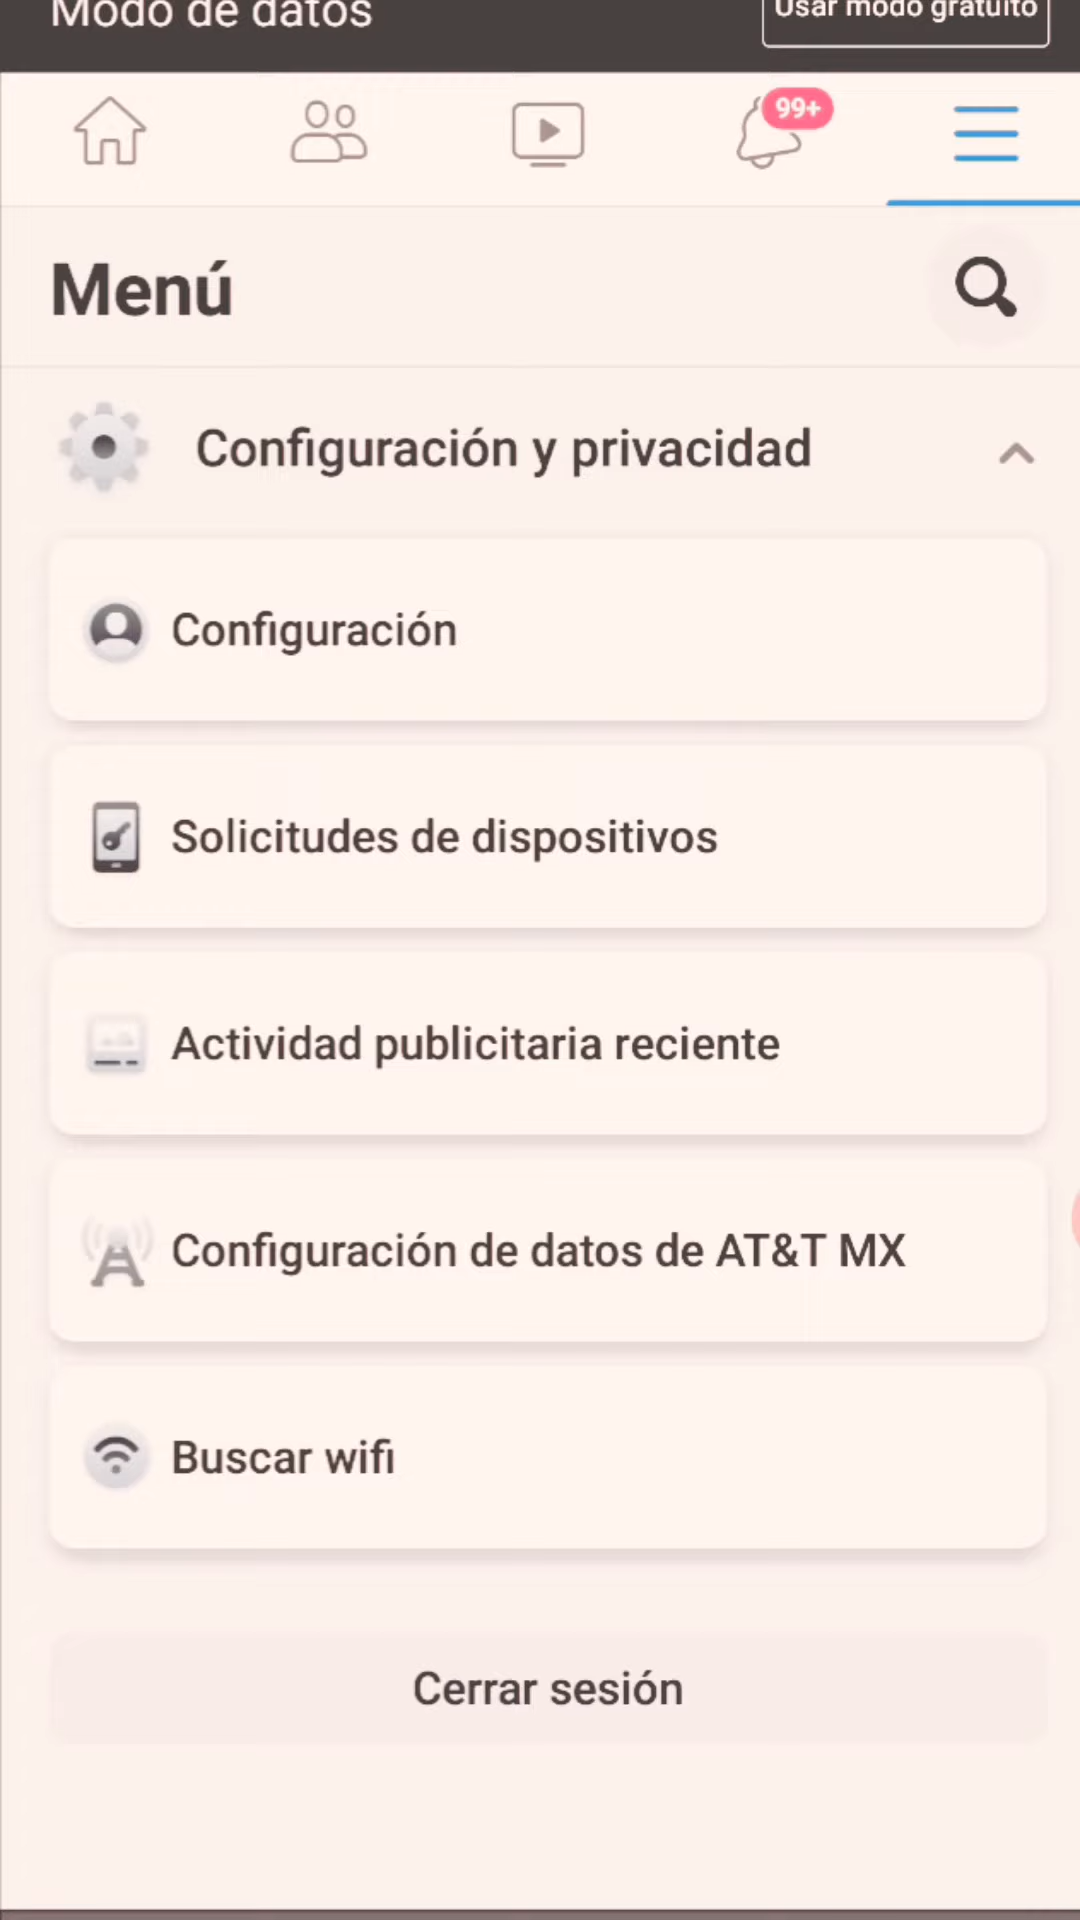 Modo de datos
Usar modo gratuito
99+
Menú
Configuración y privacidad
Configuración
Solicitudes de dispositivos
Actividad publicitaria reciente
Configuración de datos de AT&T MX
Buscar wifi
Cerrar sesión